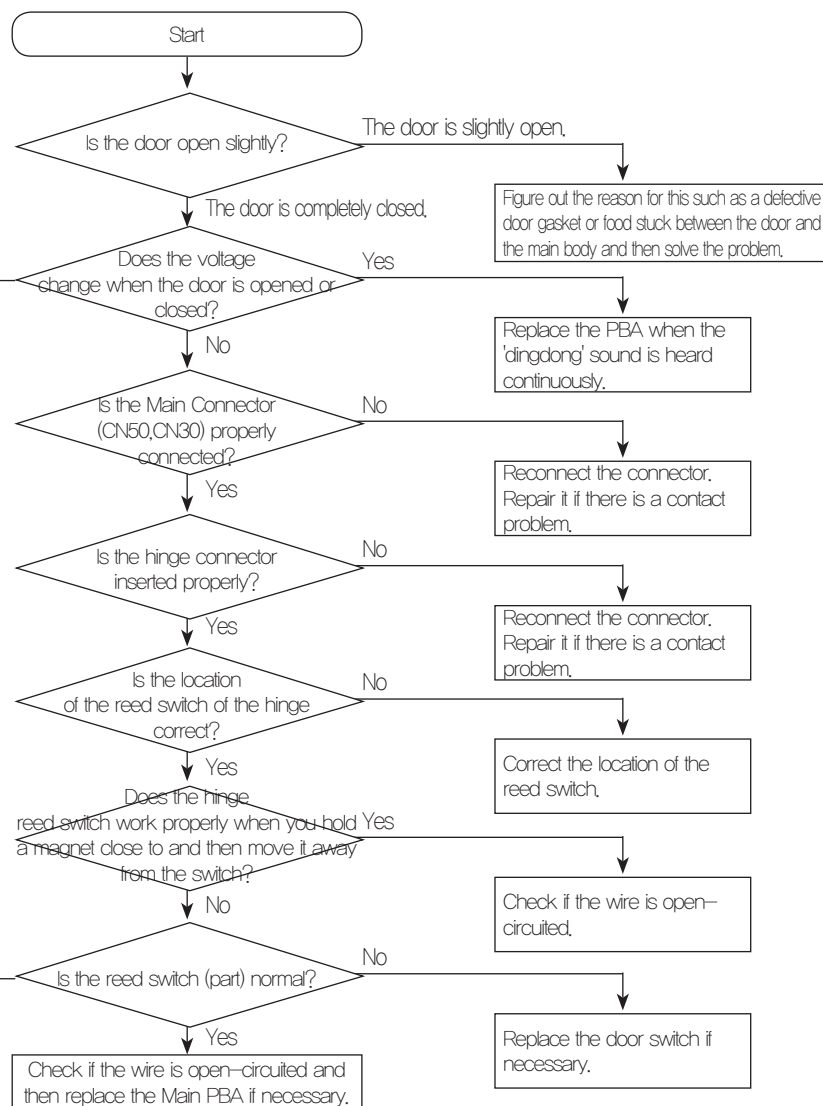 Start
Is the door open slightly?
The door is slightly open.
Figure out the reason for this such as a defective
door gasket or food stuck between the door and
the main body and then solve the problem.
The door is completely closed.
Does the voltage
change when the door is opened or
closed?
Yes
Replace the PBA when the
'dingdong' sound is heard
continuously.
No
Is the Main Connector
(CN50,CN30) properly
connected?
No
Reconnect the connector.
Repair it if there is a contact
problem.
Yes
Is the hinge connector
inserted properly?
No
Reconnect the connector.
Repair it if there is a contact
problem.
Yes
Is the location
of the reed switch of the hinge
correct?
No
Correct the location of the
reed switch.
Yes
Does the hinge
reed switch work properly when you hold
a magnet close to and then move it away
from the switch?
Yes
Check if the wire is open-
circuited.
No
Is the reed switch (part) normal?
No
Replace the door switch if
necessary.
Yes
Check if the wire is open-circuited and
then replace the Main PBA if necessary.